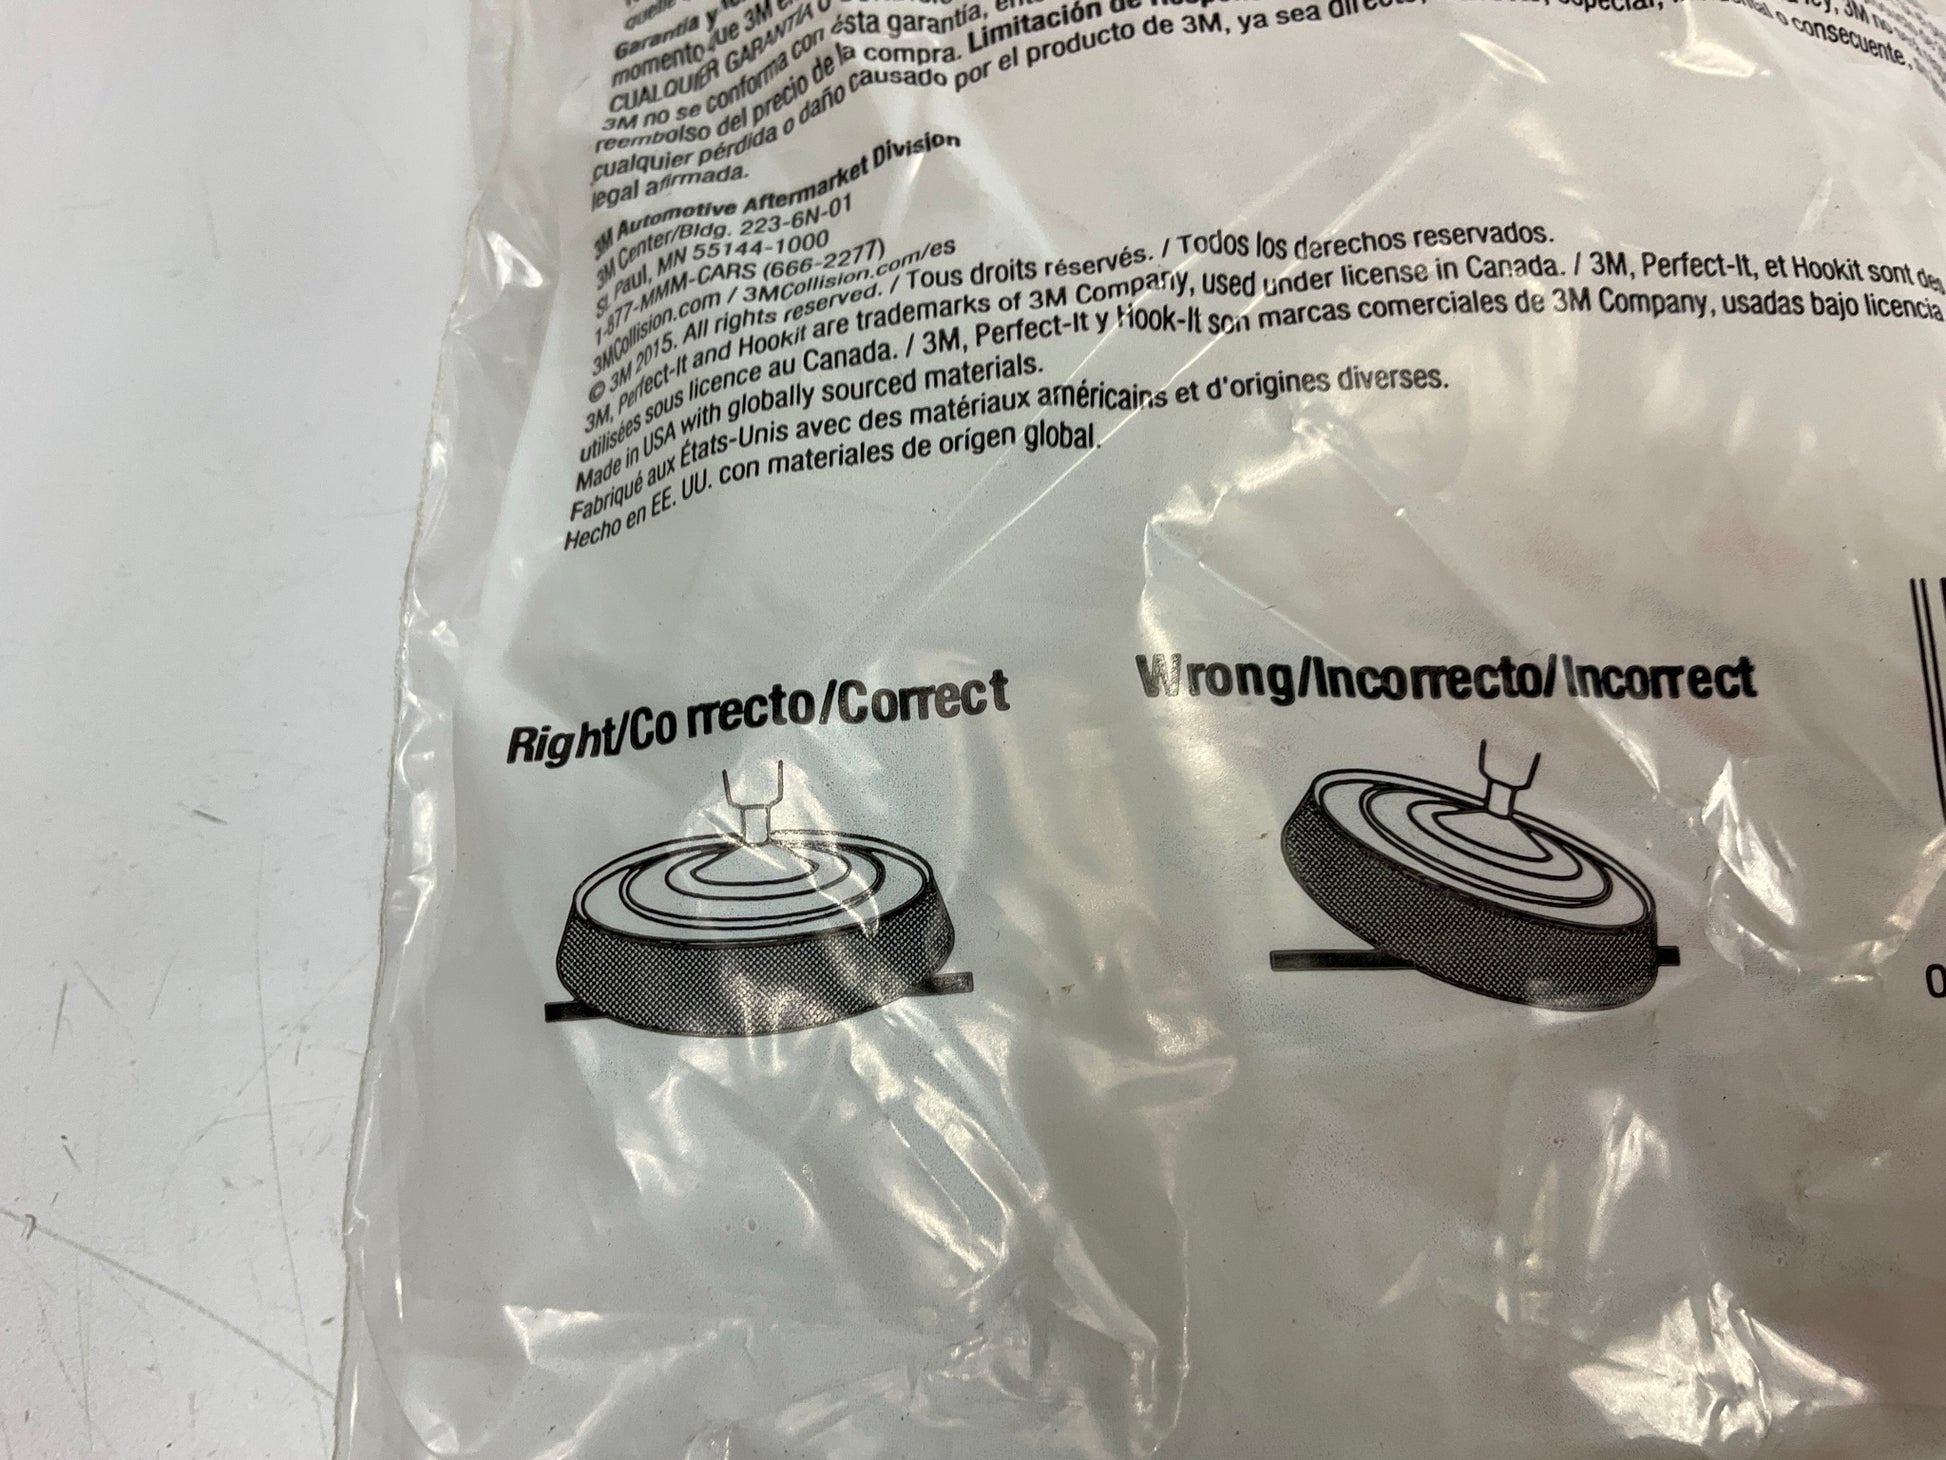 Garantía y
momento que 3M
CUALQUIER GARANTÍA O
3M no se conforma con ésta garantía,
reembolso del precio de la compra. Limitación de
cualquier pérdida o daño causado por el producto de 3M, ya sea directo, especial, o consecuente,
legal afirmada.
3M Automotive Aftermarket Division
3M Center/Bldg. 223-6N-01
St. Paul, MN 55144-1000
1-877-MMM-CARS (666-2277)
3MCollision.com / 3MCollision.com/es
© 3M 2015. All rights reserved. / Tous droits réservés. / Todos los derechos reservados.
3M, Perfect-It and Hookit are trademarks of 3M Company, used under license in Canada. / 3M, Perfect-It, et Hookit sont des
utilisées sous licence au Canada. / 3M, Perfect-It y Hook-It son marcas comerciales de 3M Company, usadas bajo licencia
Made in USA with globally sourced materials.
Fabriqué aux États-Unis avec des matériaux américains et d'origines diverses.
Hecho en EE. UU. con materiales de orígen global.
Right/Correcto/Correct
Wrong/Incorrecto/Incorrect
0